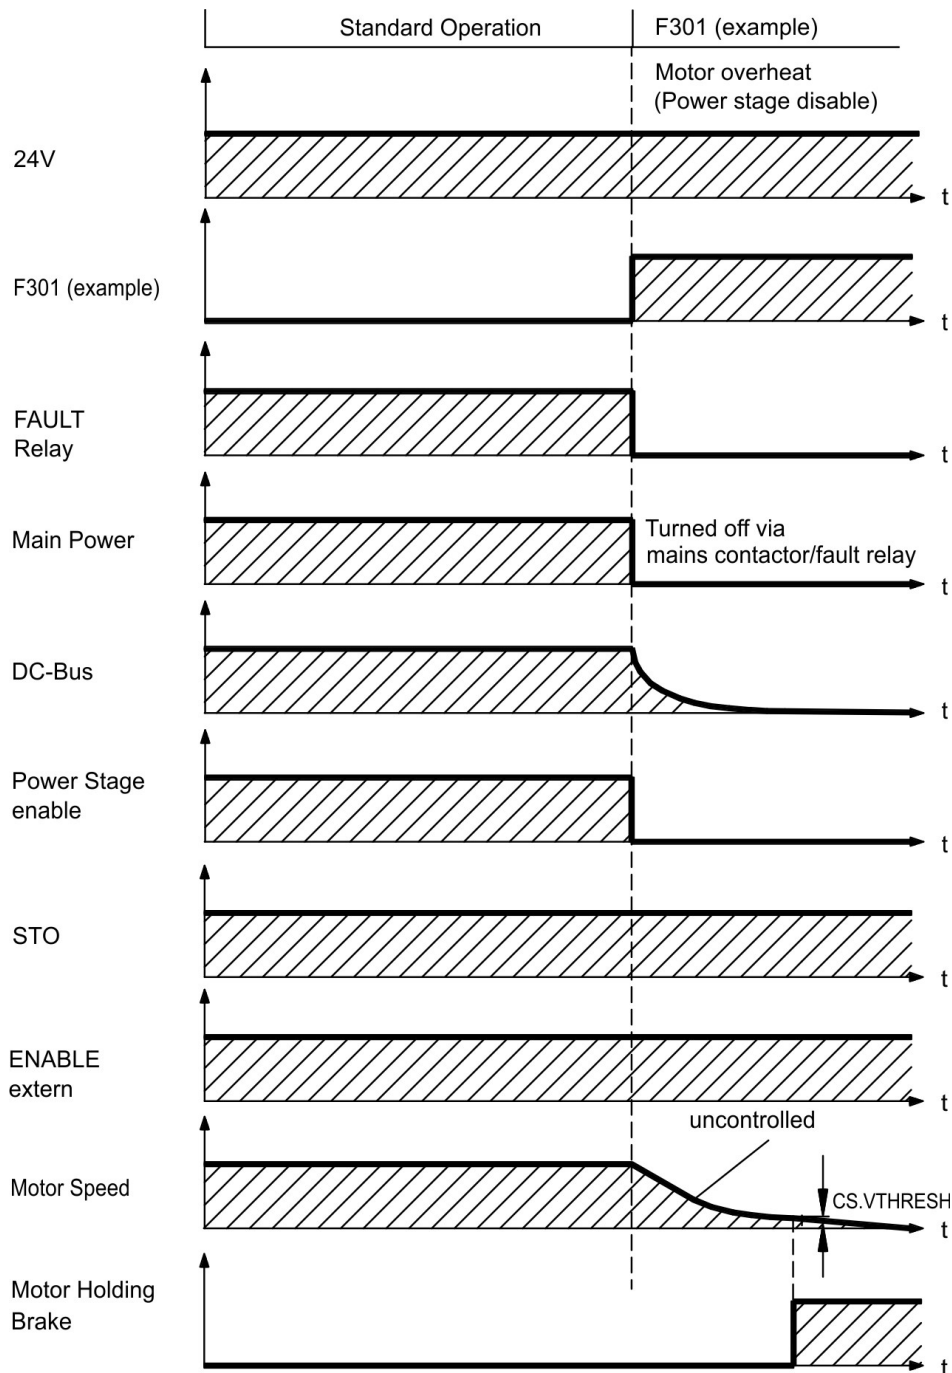 Standard Operation
F301 (example)
Motor overheat
(Power stage disable)
24V
t
F301 (example)
t
FAULT
Relay
t
Main Power
Turned off via
mains contactor/fault relay
t
DC-Bus
t
Power Stage
enable
t
STO
t
ENABLE
extern
t
uncontrolled
Motor Speed
CS.VTHRESH
t
Motor Holding
Brake
t